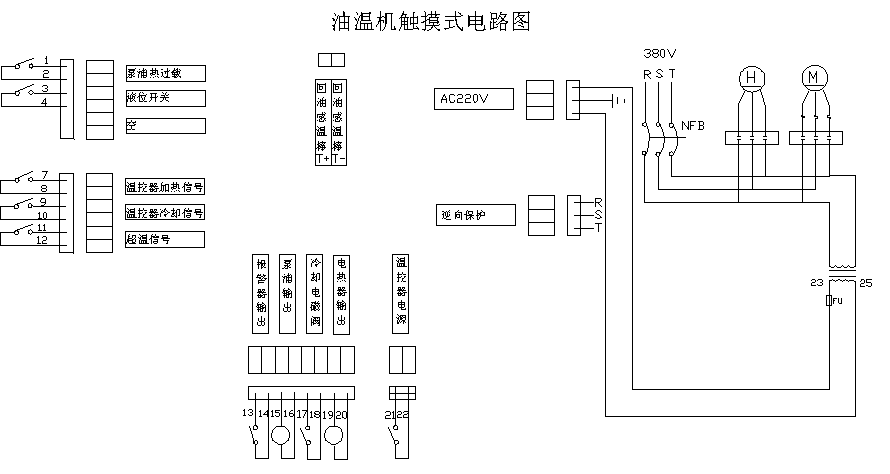 油温机触摸式电路图
1
2
泵浦热过载
3
4
液位开关
空
7
8
温控器加热信号
9
10
温控器冷却信号
11
12
超温信号
回油感温棒T+
回油感温棒T-
AC220V
逆向保护
R
S
T
380V
R S T
NFB
H
M
23
25
FU
报警器输出
泵浦输出
冷却电磁阀
电热器输出
温控器电源
13 14 15 16 17 18 19 20
21 22